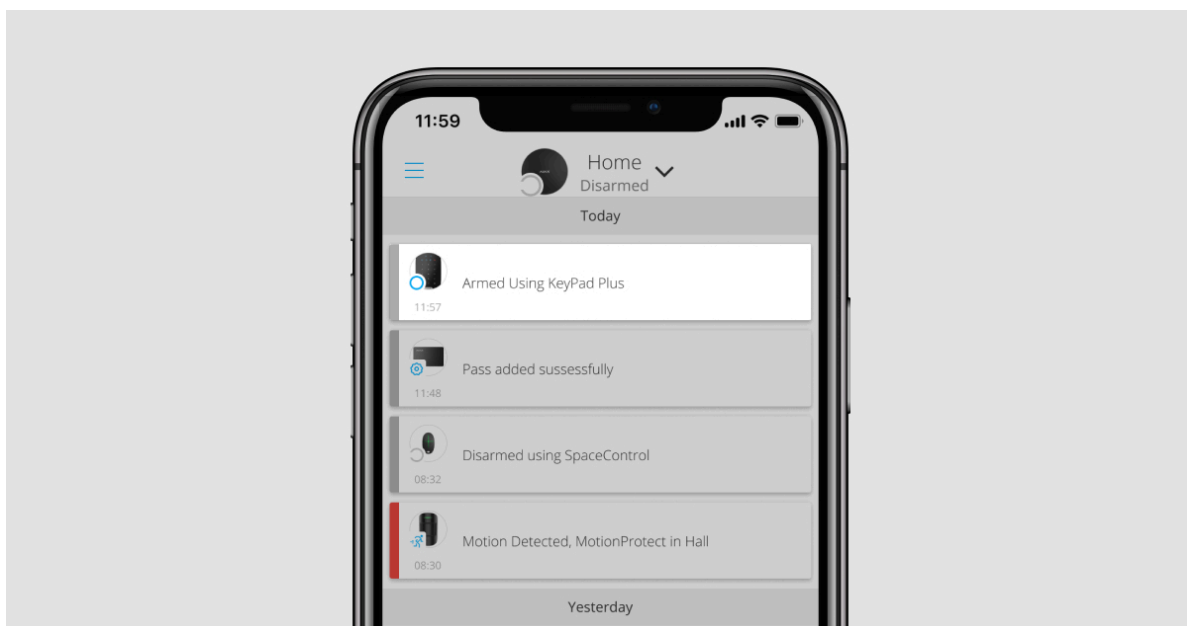 11:59
Home
Disarmed
Today
Armed Using KeyPad Plus
11:57
Pass added sussessfully
11:48
Disarmed using SpaceControl
08:32
Motion Detected, MotionProtect in Hall
08:30
Yesterday